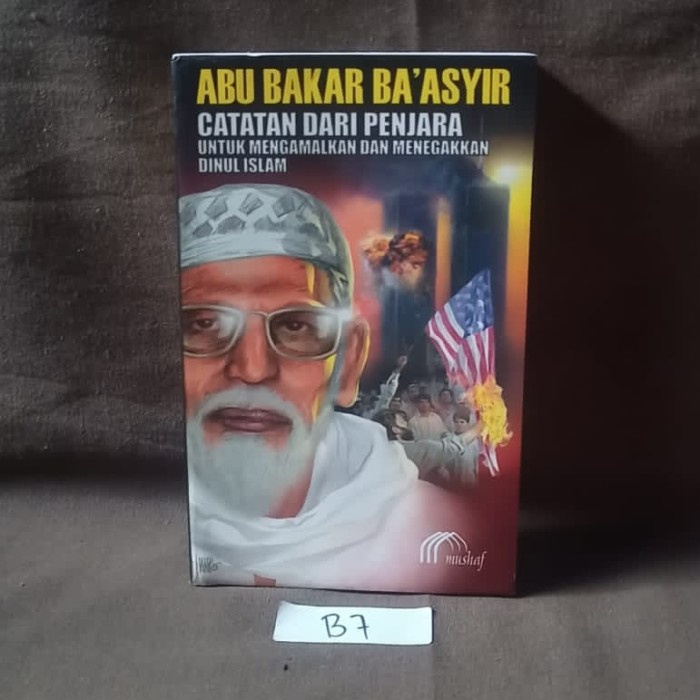 ABU BAKAR BA'ASYIR
CATATAN DARI PENJARA
UNTUK MENGAMALKAN DAN MENEGAKKAN
DINUL ISLAM
mushaf
B7